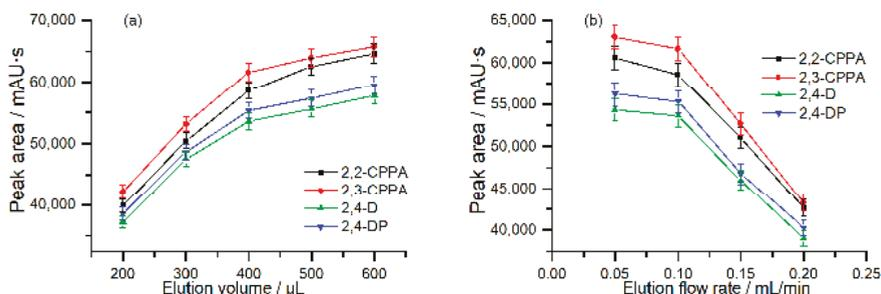 (a)
Peak area / mAU·s
70,000
60,000
50,000
40,000
2,2-CPPA
2,3-CPPA
2,4-D
2,4-DP
200 300 400 500 600
Elution volume / μL
(b)
Peak area / mAU·s
65,000
60,000
55,000
50,000
45,000
40,000
2,2-CPPA
2,3-CPPA
2,4-D
2,4-DP
0.00 0.05 0.10 0.15 0.20 0.25
Elution flow rate / mL/min